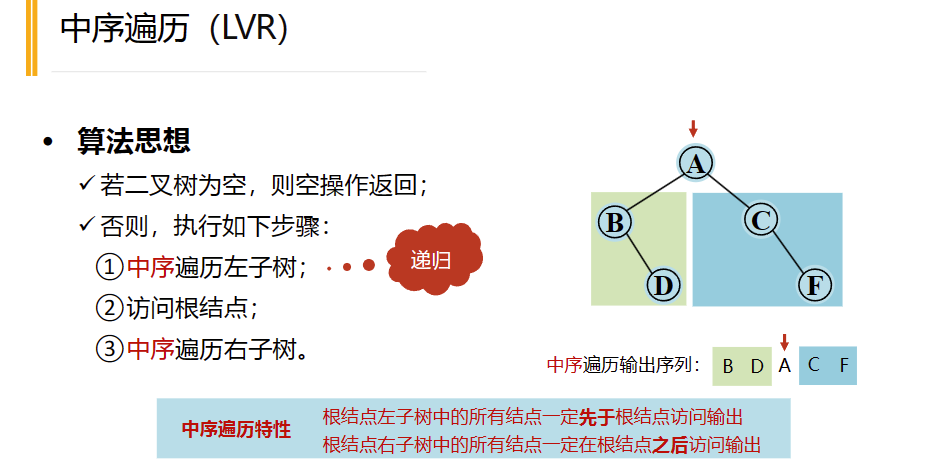 中序遍历（LVR）
• 算法思想
✓若二叉树为空，则空操作返回；
✓否则，执行如下步骤：
①中序遍历左子树；
递归
②访问根结点；
③中序遍历右子树。
A
B
C
D
F
中序遍历输出序列： B D A C F
中序遍历特性
根结点左子树中的所有结点一定先于根结点访问输出
根结点右子树中的所有结点一定在根结点之后访问输出